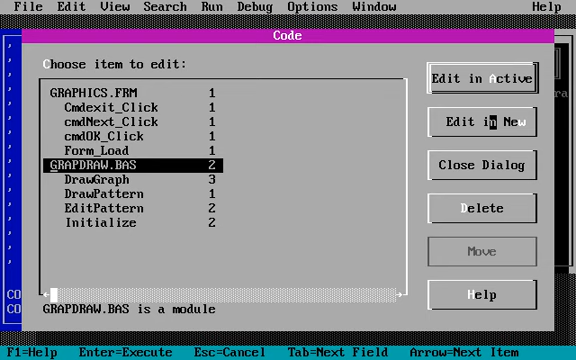 File Edit View Search Run Debug Options Window Help
Code
Choose item to edit:
GRAPHICS.FRM 1
Cmdexit_Click 1
cmdNext_Click 1
cmdOK_Click 1
Form_Load 1
GRAPDRAW.BAS 2
DrawGraph 3
DrawPattern 1
EditPattern 2
Initialize 2
GRAPDRAW.BAS is a module
Edit in Active
Edit in New
Close Dialog
Delete
Move
Help
CO
CO
ra
F1=Help Enter=Execute Esc=Cancel Tab=Next Field Arrow=Next Item